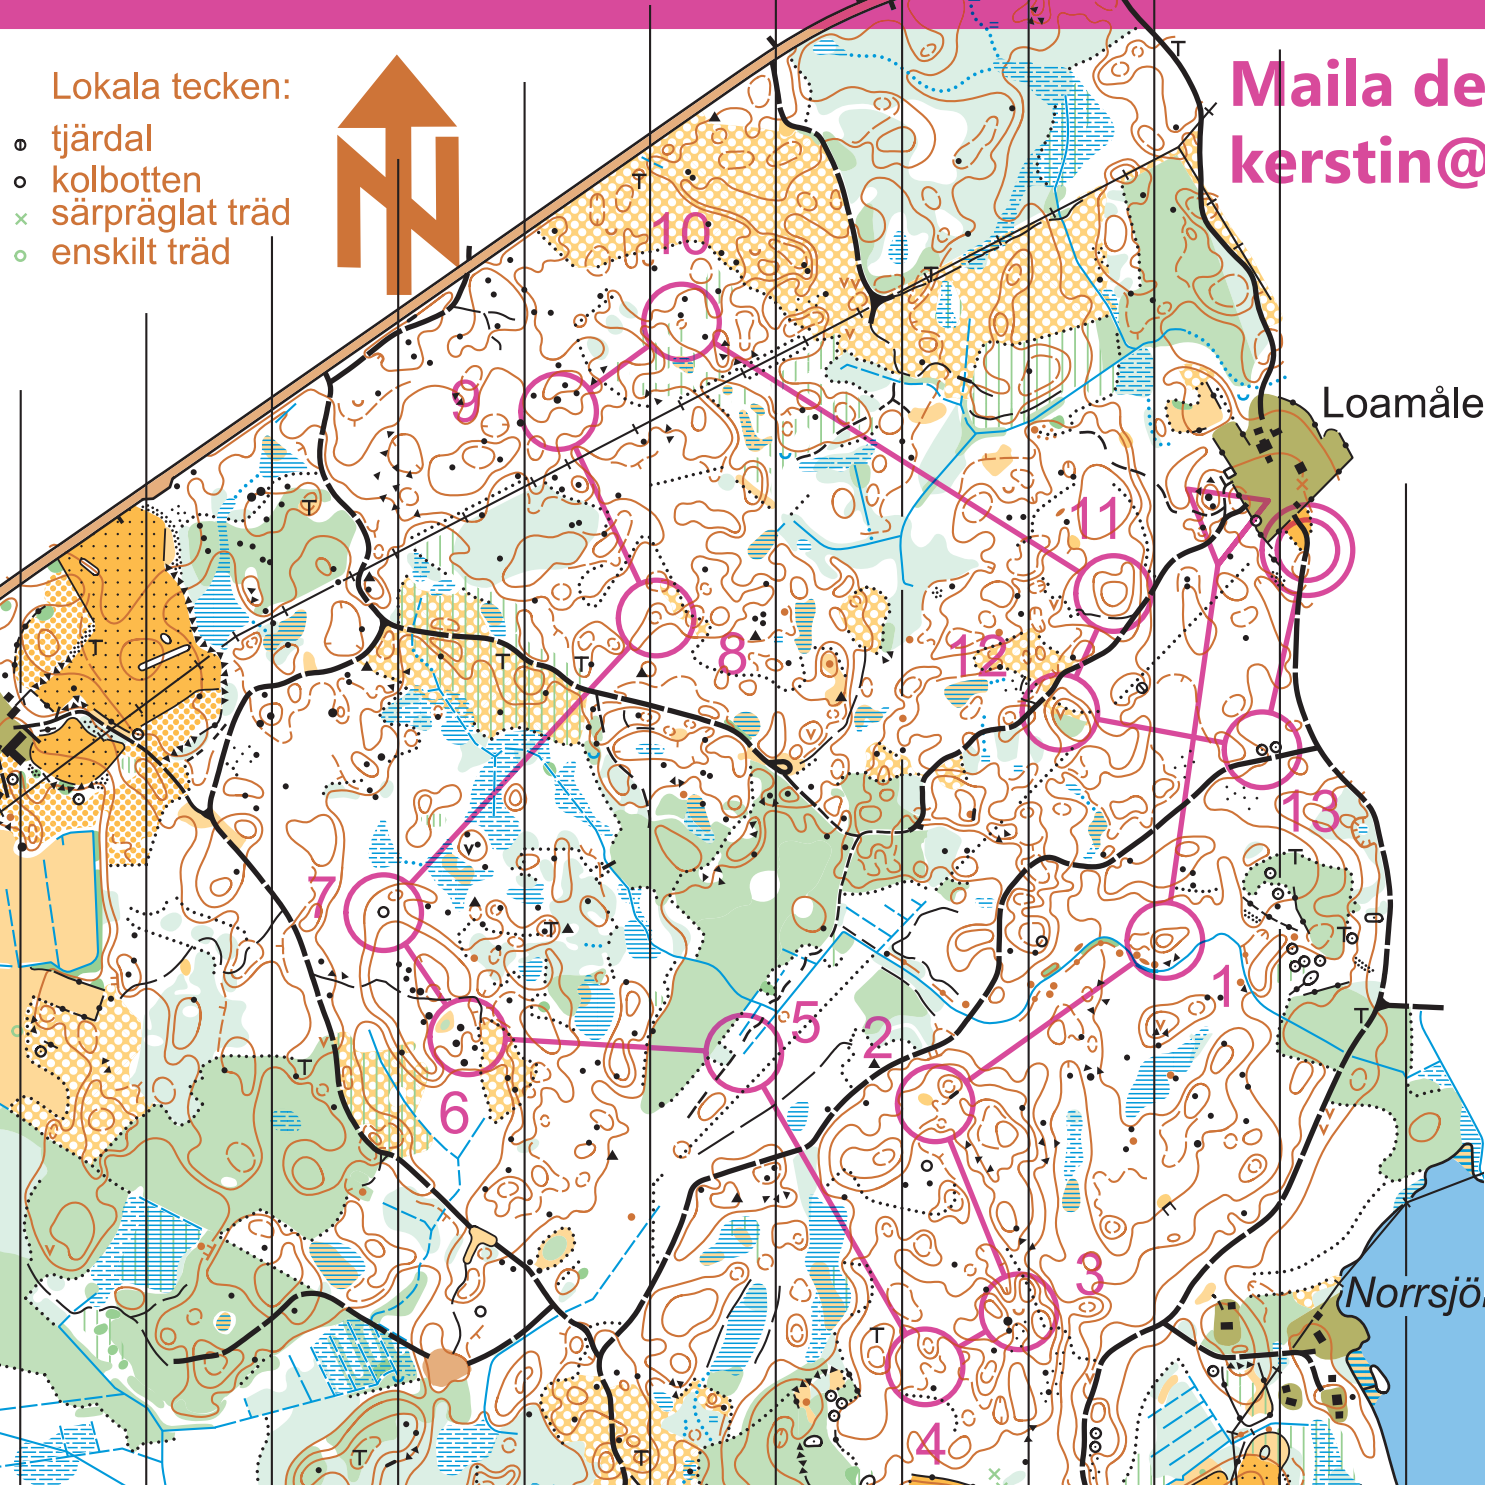 Maila de
kerstin@
Lokala tecken:
tjärdal
kolbotten
särpräglat träd
enskilt träd
N
10
9
Loamåle
11
8
12
13
7
1
5
2
6
3
Norrsjö
4